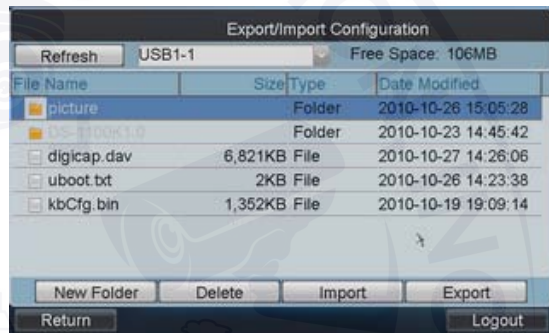 Export/Import Configuration
Refresh USB1-1 Free Space: 106MB
File Name Size Type Date Modified
picture Folder 2010-10-26 15:05:28
DS-1100K1.0 Folder 2010-10-23 14:45:42
digicap.dav 6,821KB File 2010-10-27 14:26:06
uboot.txt 2KB File 2010-10-26 14:23:38
kbCfg.bin 1,352KB File 2010-10-19 19:09:14
New Folder Delete Import Export
Return Logout